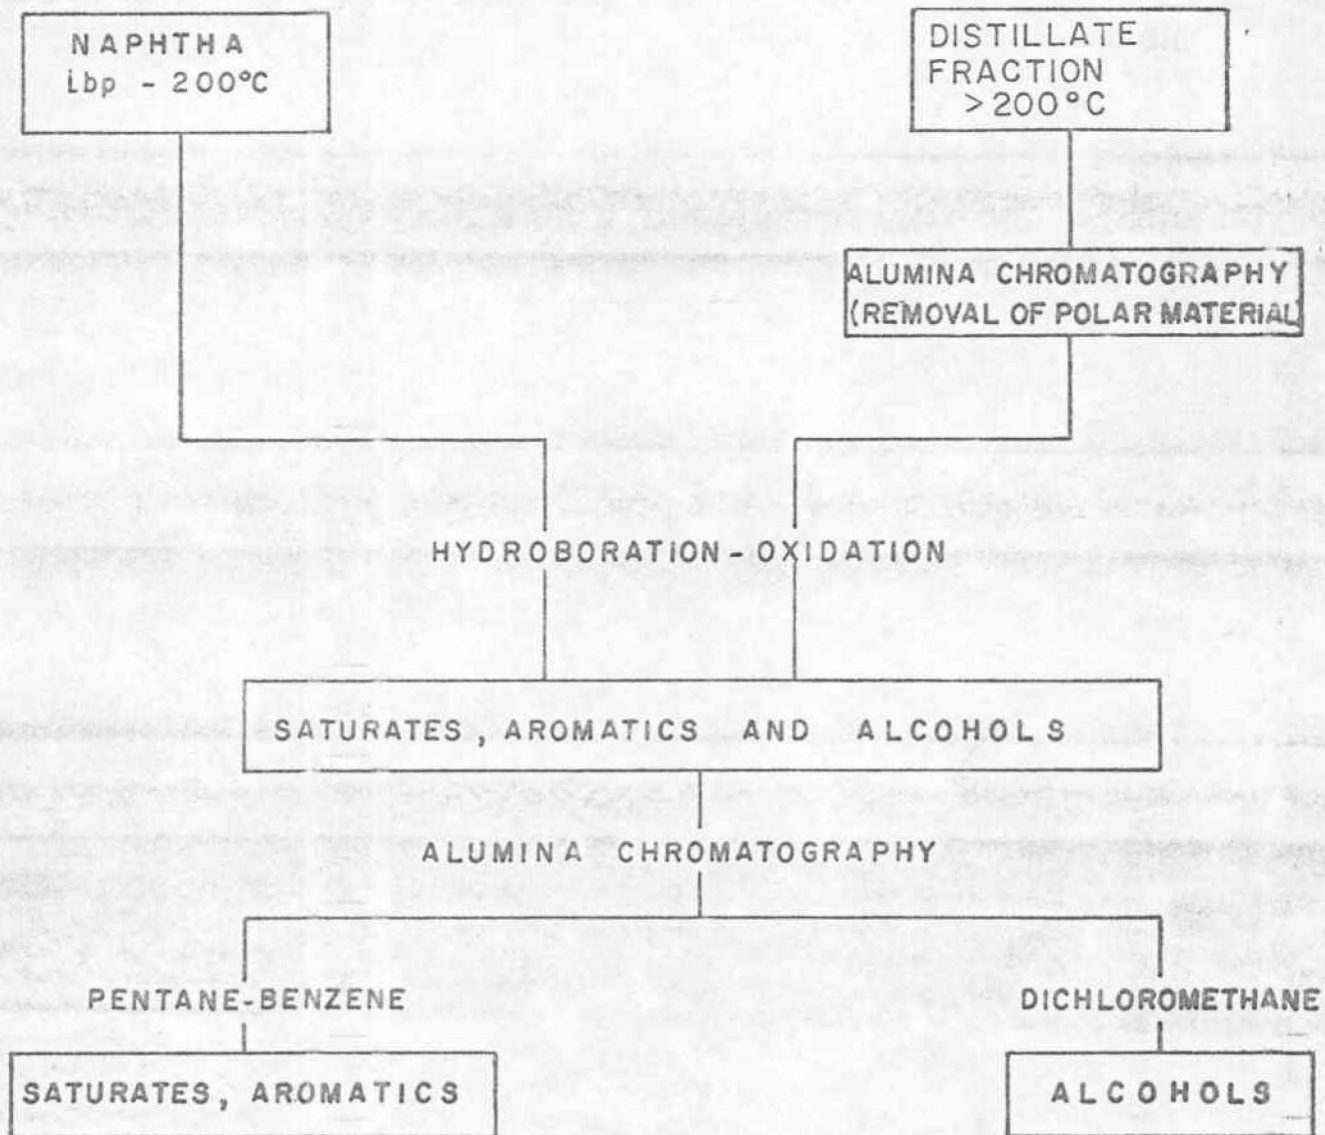 NAPHTHA
ibp - 200°C
DISTILLATE
FRACTION
>200°C
ALUMINA CHROMATOGRAPHY
(REMOVAL OF POLAR MATERIAL)
HYDROBORATION-OXIDATION
SATURATES, AROMATICS AND ALCOHOLS
ALUMINA CHROMATOGRAPHY
PENTANE-BENZENE
DICHLOROMETHANE
SATURATES, AROMATICS
ALCOHOLS